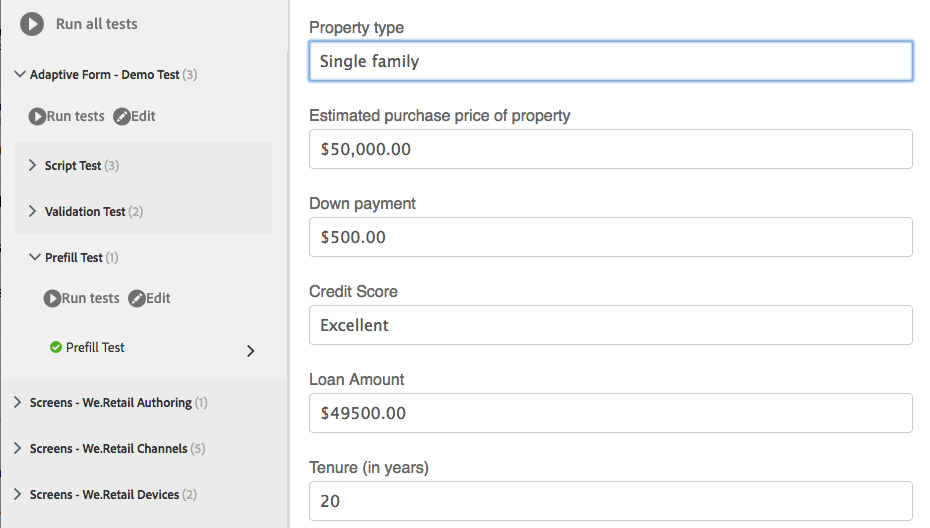 Run all tests
Adaptive Form - Demo Test (3)
Run tests Edit
Script Test (3)
Validation Test (2)
Prefill Test (1)
Run tests Edit
Prefill Test
Screens - We.Retail Authoring (1)
Screens - We.Retail Channels (5)
Screens - We.Retail Devices (2)
Property type
Single family
Estimated purchase price of property
$50,000.00
Down payment
$500.00
Credit Score
Excellent
Loan Amount
$49500.00
Tenure (in years)
20